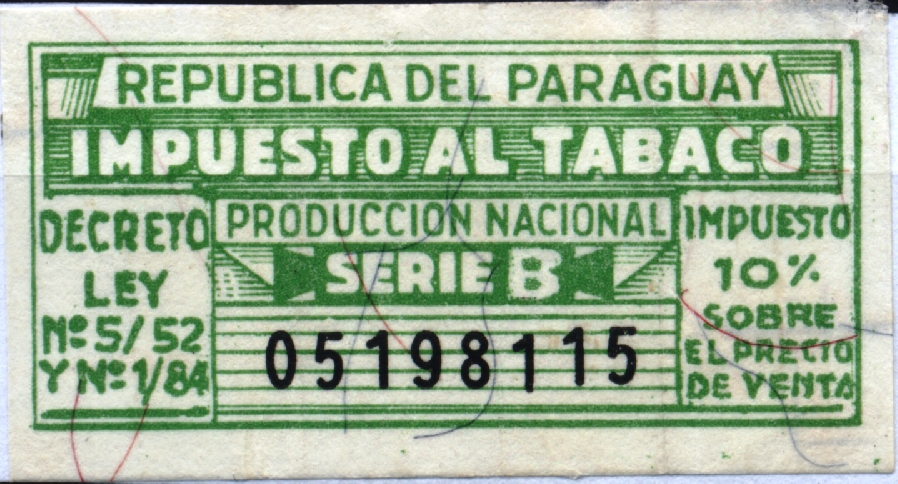 REPUBLICA DEL PARAGUAY
IMPUESTO AL TABACO
DECRETO
LEY
Nº 5/52
Y Nº 1/84
PRODUCCION NACIONAL
SERIE B
05198115
IMPUESTO
10%
SOBRE
EL PRECIO
DE VENTA